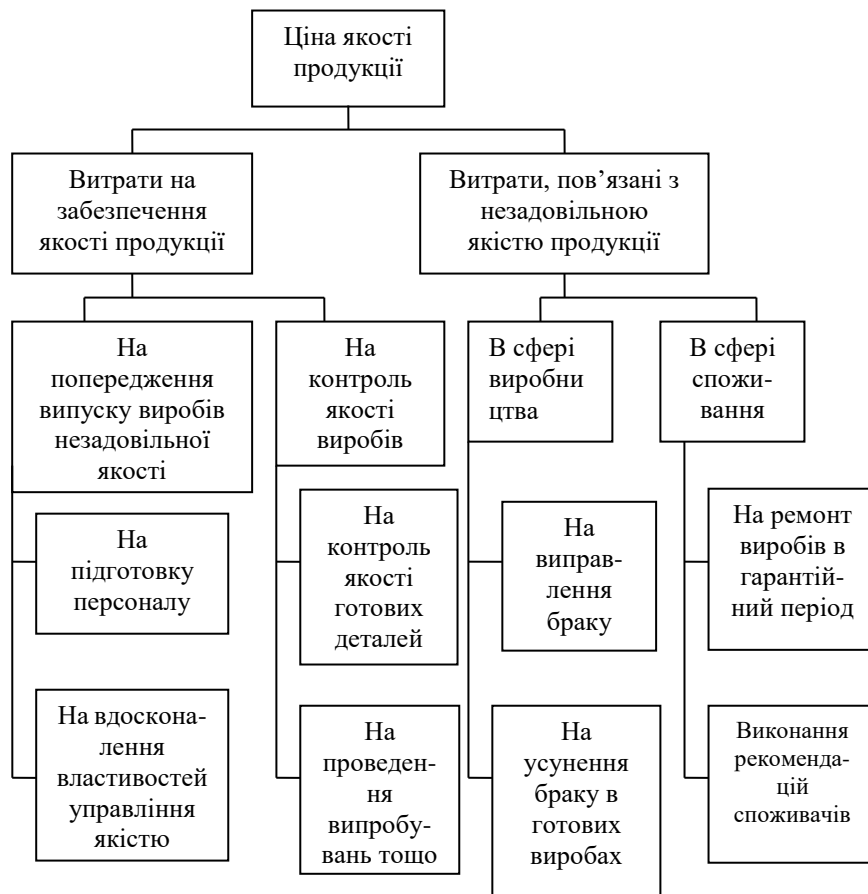 Ціна якості
продукції
Витрати на
забезпечення
якості продукції
Витрати, пов’язані з
незадовільною
якістю продукції
На
попередження
випуску виробів
незадовільної
якості
На
контроль
якості
виробів
В сфері
виробни
цтва
В сфері
спожи-
вання
На
підготовку
персоналу
На
контроль
якості
готових
деталей
На
виправ-
лення
браку
На ремонт
виробів в
гарантій-
ний період
На вдоскона-
лення
властивостей
управління
якістю
На
проведен-
ня
випробу-
вань тощо
На
усунення
браку в
готових
виробах
Виконання
рекоменда-
цій
споживачів